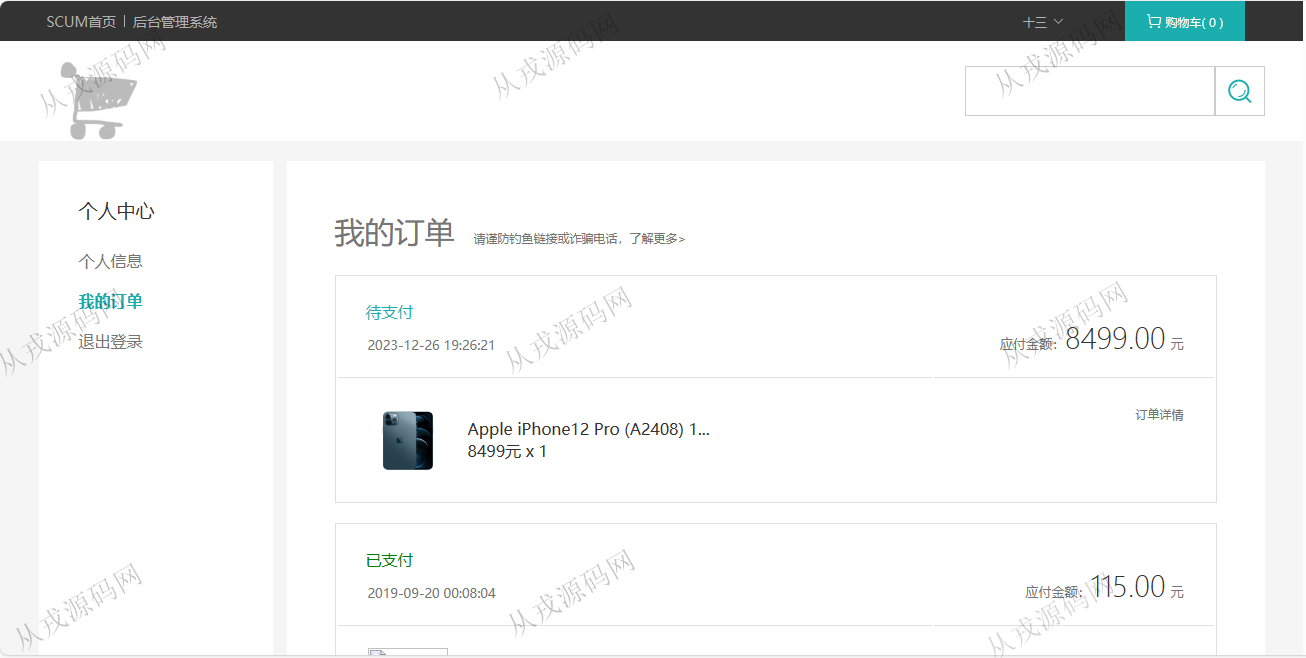 SCUM首页 | 后台管理系统
十三
购物车( 0 )
个人中心
个人信息
我的订单
退出登录
我的订单 请谨防钓鱼链接或诈骗电话，了解更多>
待支付
2023-12-26 19:26:21
应付金额：8499.00 元
Apple iPhone12 Pro (A2408) 1...
8499元 x 1
订单详情
已支付
2019-09-20 00:08:04
应付金额：115.00 元
从戎源码网
从戎源码网
从戎源码网
从戎源码网
从戎源码网
从戎源码网
从戎源码网
从戎源码网
从戎源码网